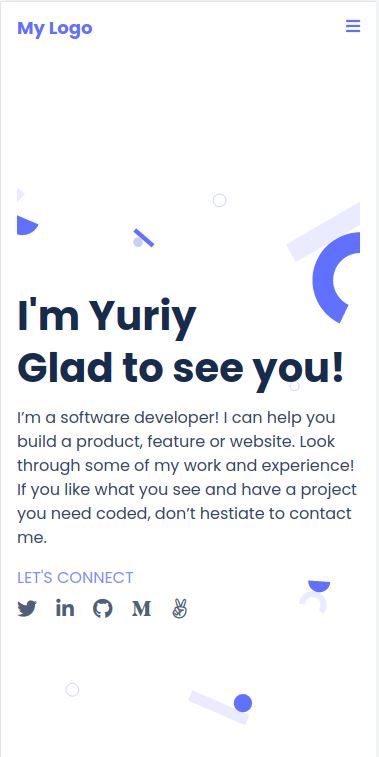 My Logo
I'm Yuriy
Glad to see you!
I’m a software developer! I can help you
build a product, feature or website. Look
through some of my work and experience!
If you like what you see and have a project
you need coded, don’t hestiate to contact
me.
LET'S CONNECT